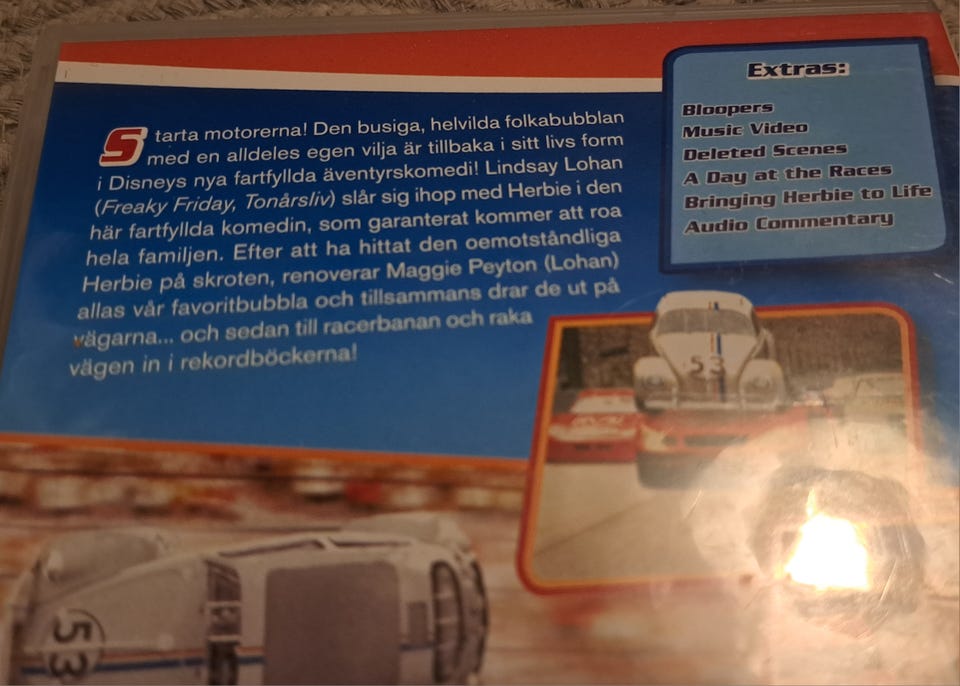 Starta motorerna! Den busiga, helvilda folkabubblan
med en alldeles egen vilja är tillbaka i sitt livs form
i Disneys nya fartfyllda äventyrskomedi! Lindsay Lohan
(Freaky Friday, Tonårsliv) slår sig ihop med Herbie i den
här fartfyllda komedin, som garanterat kommer att roa
hela familjen. Efter att ha hittat den oemotståndliga
Herbie på skroten, renoverar Maggie Peyton (Lohan)
allas vår favoritbubbla och tillsammans drar de ut på
vägarna... och sedan till racerbanan och raka
vägen in i rekordböckerna!
Extras:
Bloopers
Music Video
Deleted Scenes
A Day at the Races
Bringing Herbie to Life
Audio Commentary
53
53